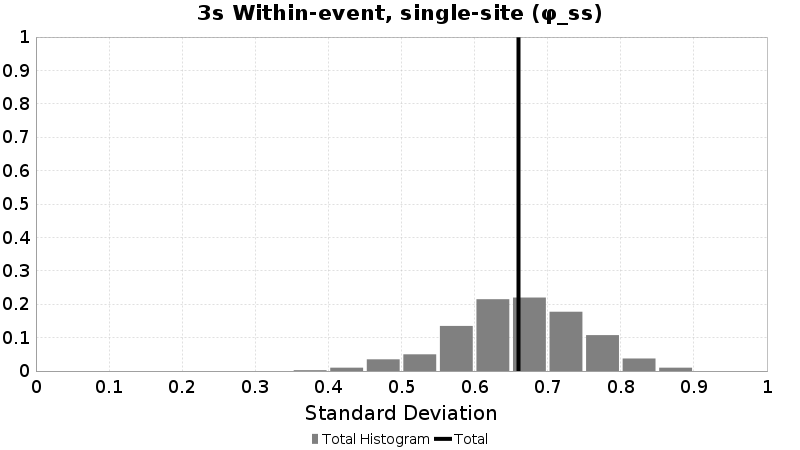 3s Within-event, single-site (φ_ss)
1
0.9
0.8
0.7
0.6
0.5
0.4
0.3
0.2
0.1
0
0 0.1 0.2 0.3 0.4 0.5 0.6 0.7 0.8 0.9 1
Standard Deviation
Total Histogram Total